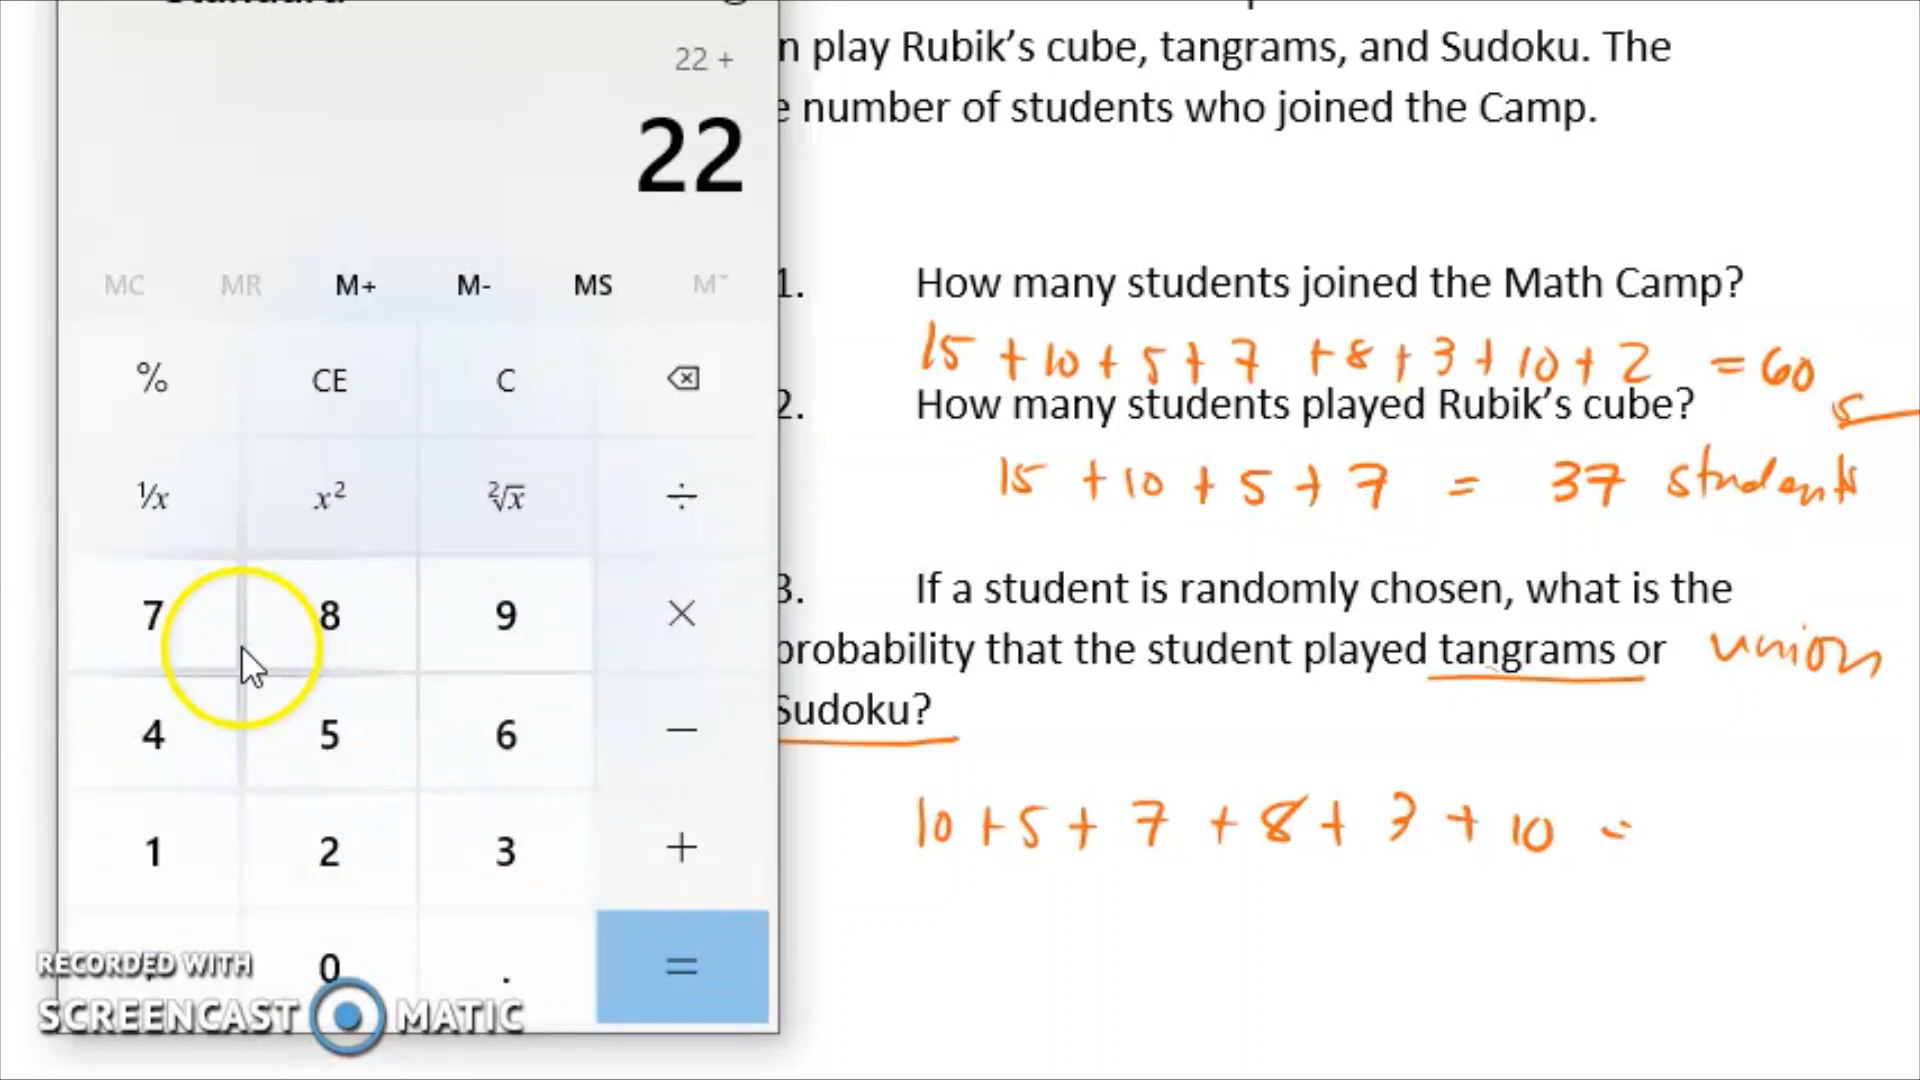 Standard
22 +
22
MC MR M+ M- MS M˅
% CE C
⅟x x² ²√x ÷
7 8 9 ×
4 5 6 −
1 2 3 +
0 . =
RECORDED WITH
SCREENCAST MATIC
n play Rubik’s cube, tangrams, and Sudoku. The
e number of students who joined the Camp.
1. How many students joined the Math Camp?
15 + 10 + 5 + 7 + 8 + 3 + 10 + 2 = 60
s
2. How many students played Rubik’s cube?
15 + 10 + 5 + 7 = 37 students
3. If a student is randomly chosen, what is the
probability that the student played tangrams or union
Sudoku?
10 + 5 + 7 + 8 + 3 + 10 =